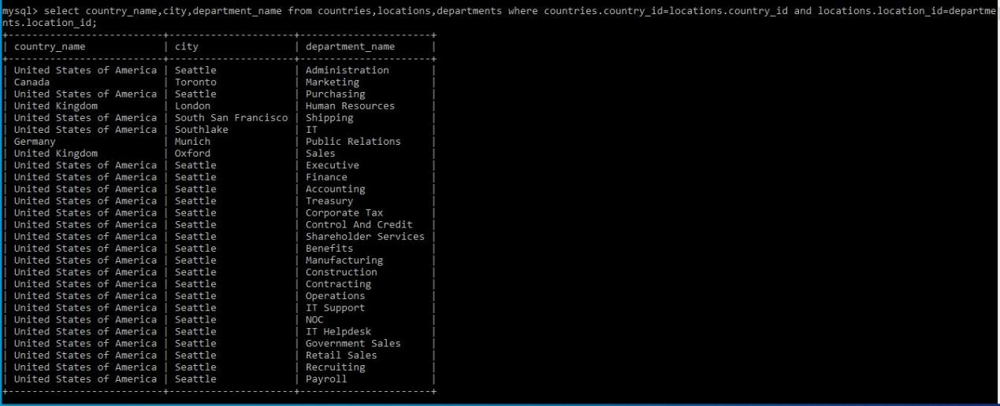 mysql> select country_name,city,department_name from countries,locations,departments where countries.country_id=locations.country_id and locations.location_id=departme
nts.location_id;
+--------------------------+---------------------+----------------------+
| country_name             | city                | department_name      |
+--------------------------+---------------------+----------------------+
| United States of America | Seattle             | Administration       |
| Canada                   | Toronto             | Marketing            |
| United States of America | Seattle             | Purchasing           |
| United Kingdom           | London              | Human Resources      |
| United States of America | South San Francisco | Shipping             |
| United States of America | Southlake           | IT                   |
| Germany                  | Munich              | Public Relations     |
| United Kingdom           | Oxford              | Sales                |
| United States of America | Seattle             | Executive            |
| United States of America | Seattle             | Finance              |
| United States of America | Seattle             | Accounting           |
| United States of America | Seattle             | Treasury             |
| United States of America | Seattle             | Corporate Tax        |
| United States of America | Seattle             | Control And Credit   |
| United States of America | Seattle             | Shareholder Services |
| United States of America | Seattle             | Benefits             |
| United States of America | Seattle             | Manufacturing        |
| United States of America | Seattle             | Construction         |
| United States of America | Seattle             | Contracting          |
| United States of America | Seattle             | Operations           |
| United States of America | Seattle             | IT Support           |
| United States of America | Seattle             | NOC                  |
| United States of America | Seattle             | IT Helpdesk          |
| United States of America | Seattle             | Government Sales     |
| United States of America | Seattle             | Retail Sales         |
| United States of America | Seattle             | Recruiting           |
| United States of America | Seattle             | Payroll              |
+--------------------------+---------------------+----------------------+